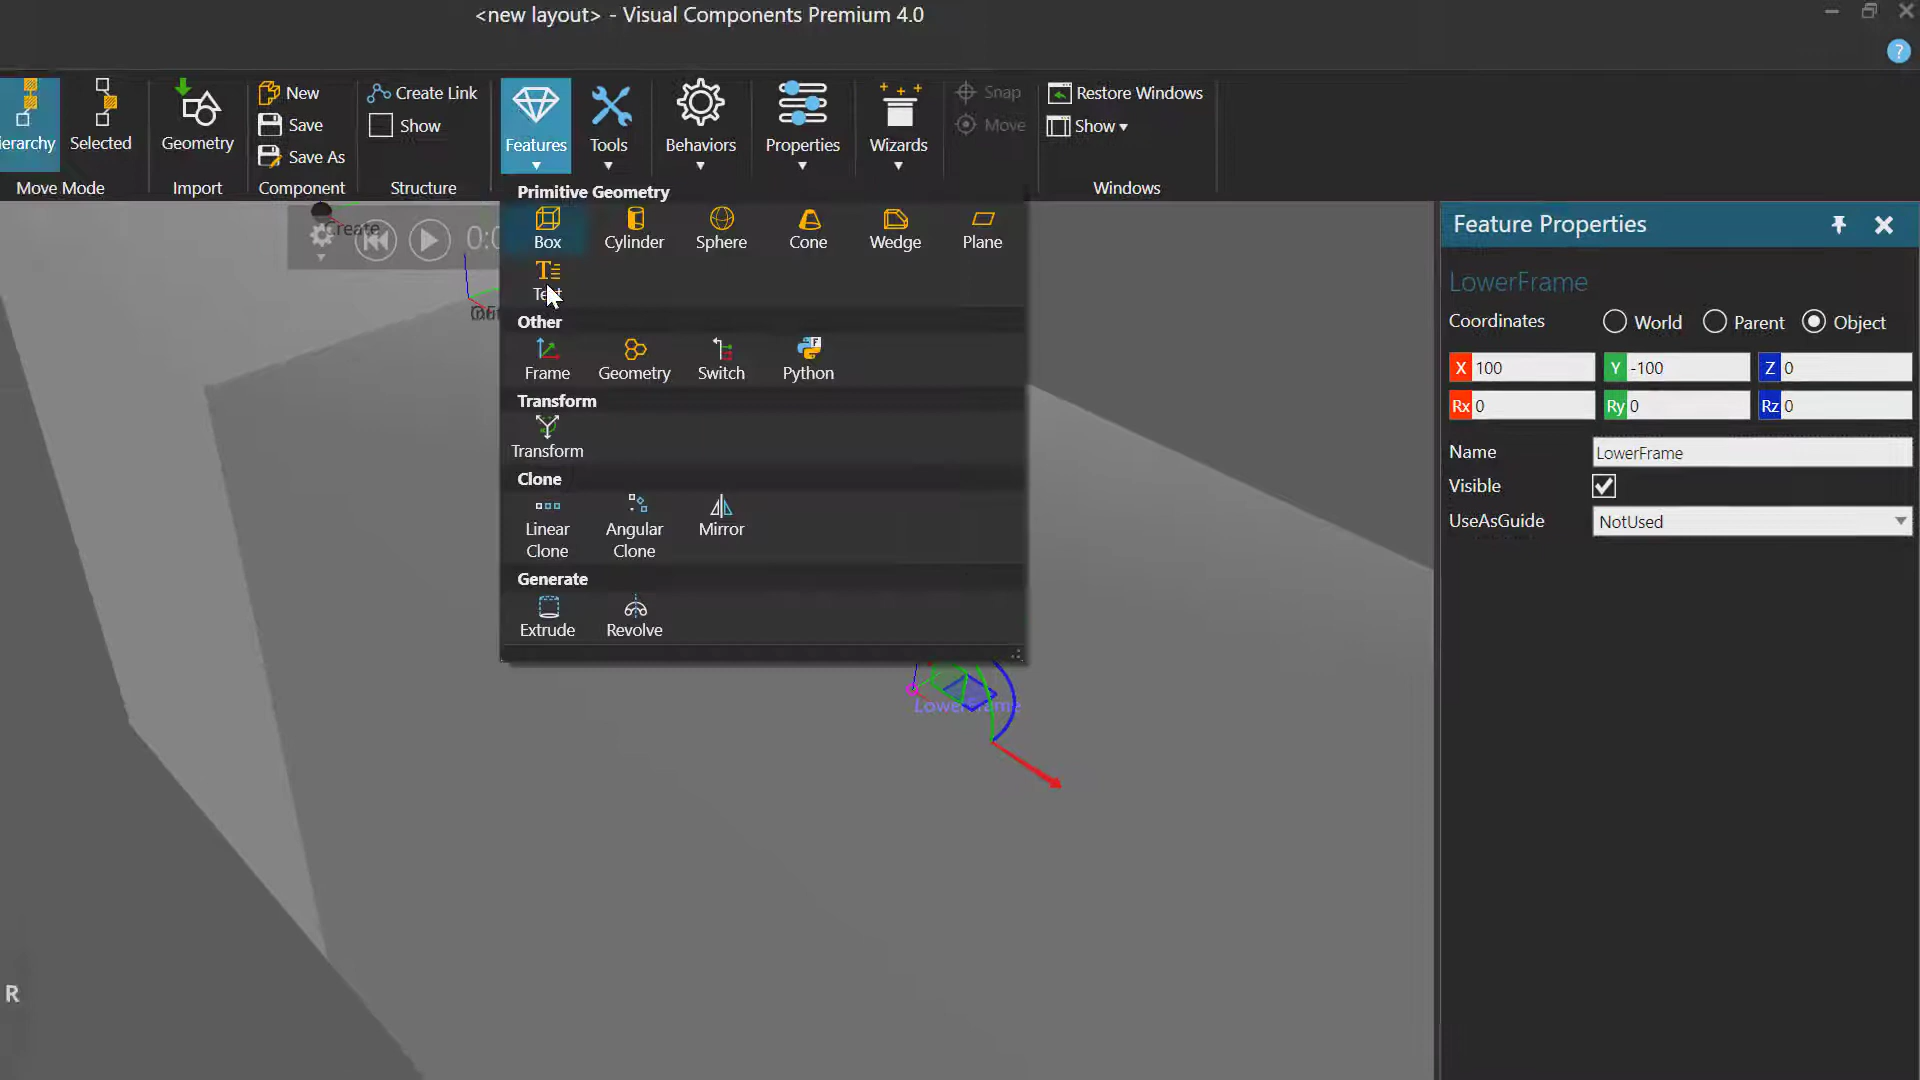 <new layout> - Visual Components Premium 4.0
?
erarchy
Selected
Move Mode
Geometry
Import
New
Save
Save As
Component
Create Link
Show
Structure
Features
Tools
Behaviors
Properties
Wizards
Snap
Move
Restore Windows
Show
Windows
Primitive Geometry
Box
Cylinder
Sphere
Cone
Wedge
Plane
Text
Other
Frame
Geometry
Switch
Python
Transform
Transform
Clone
Linear
Clone
Angular
Clone
Mirror
Generate
Extrude
Revolve
Create
0:0
LowerFrame
R
Feature Properties
LowerFrame
Coordinates
World
Parent
Object
X 100
Y -100
Z 0
Rx 0
Ry 0
Rz 0
Name
LowerFrame
Visible
UseAsGuide
NotUsed